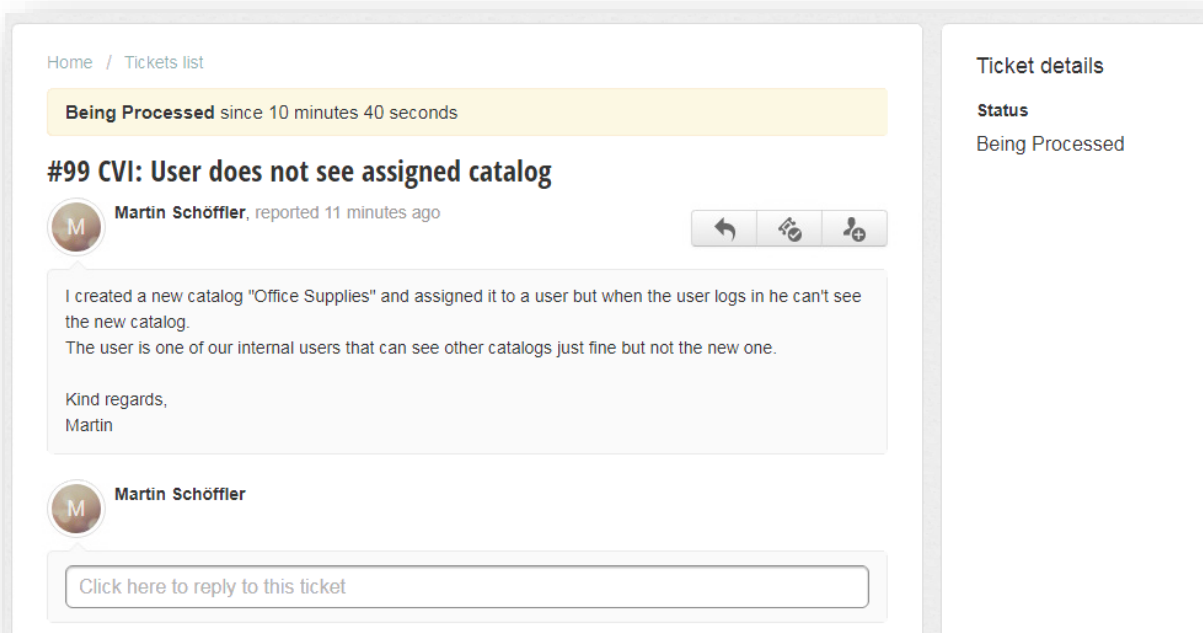 Home / Tickets list
Being Processed since 10 minutes 40 seconds
#99 CVI: User does not see assigned catalog
M
Martin Schöffler, reported 11 minutes ago
I created a new catalog "Office Supplies" and assigned it to a user but when the user logs in he can't see
the new catalog.
The user is one of our internal users that can see other catalogs just fine but not the new one.
Kind regards,
Martin
M
Martin Schöffler
Click here to reply to this ticket
Ticket details
Status
Being Processed